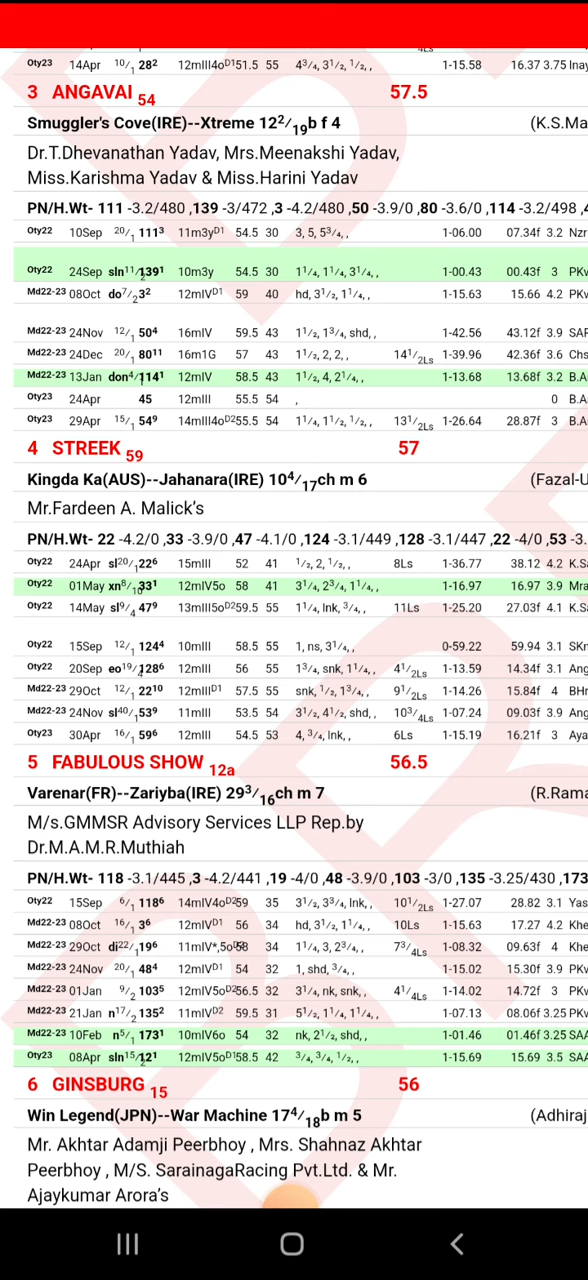 Oty23 14Apr 10/1 28² 12mIII4oD1 51.5 55 4³/₄, 3¹/₂, ¹/₂, , 1-15.58 16.37 3.75 Inay
3 ANGAVAI 54 57.5
Smuggler's Cove(IRE)--Xtreme 12²/₁₉b f 4 (K.S.Ma
Dr.T.Dhevanathan Yadav, Mrs.Meenakshi Yadav,
Miss.Karishma Yadav & Miss.Harini Yadav
PN/H.Wt- 111 -3.2/480 ,139 -3/472 ,3 -4.2/480 ,50 -3.9/0 ,80 -3.6/0 ,114 -3.2/498 ,4
Oty22 10Sep 20/1 111³ 11m3yD1 54.5 30 3, 5, 5³/₄, , 1-06.00 07.34f 3.2 Nzr
Oty22 24Sep sln11/2139¹ 10m3y 54.5 30 1¹/₄, 1¹/₄, 3¹/₄, , 1-00.43 00.43f 3 PKv
Md22-23 08Oct do7/2 3² 12mIVD1 59 40 hd, 3¹/₂, 1¹/₄, , 1-15.63 15.66 4.2 PKv
Md22-23 24Nov 12/1 50⁴ 16mIV 59.5 43 1¹/₂, 1³/₄, shd, , 1-42.56 43.12f 3.9 SAR
Md22-23 24Dec 20/1 80¹¹ 16m1G 57 43 1¹/₂, 2, 2, , 14¹/₂Ls 1-39.96 42.36f 3.6 Chs
Md22-23 13Jan don4/1114¹ 12mIV 58.5 43 1¹/₂, 4, 2¹/₄, , 1-13.68 13.68f 3.2 B.A
Oty23 24Apr 45 12mIII 55.5 54 , 0 B.A
Oty23 29Apr 15/1 54⁹ 14mIII4oD2 55.5 54 1¹/₄, 1¹/₂, 1¹/₂, , 13¹/₂Ls 1-26.64 28.87f 3 B.A
4 STREEK 59 57
Kingda Ka(AUS)--Jahanara(IRE) 10⁴/₁₇ch m 6 (Fazal-U
Mr.Fardeen A. Malick’s
PN/H.Wt- 22 -4.2/0 ,33 -3.9/0 ,47 -4.1/0 ,124 -3.1/449 ,128 -3.1/447 ,22 -4/0 ,53 -3.
Oty22 24Apr sl20/1 22⁶ 15mIII 52 41 ¹/₂, 2, ¹/₂, , 8Ls 1-36.77 38.12 4.2 K.S
Oty22 01May xn8/1033¹ 12mIV5o 58 41 3¹/₄, 2³/₄, 1¹/₄, , 1-16.97 16.97 3.9 Mra
Oty22 14May sl9/4 47⁹ 13mIII5oD2 59.5 55 1¹/₄, lnk, ³/₄, , 11Ls 1-25.20 27.03f 4.1 K.S
Oty22 15Sep 12/1 124⁴ 10mIII 58.5 55 1, ns, 3¹/₄, , 0-59.22 59.94 3.1 SKn
Oty22 20Sep eo19/4128⁶ 12mIII 56 55 1³/₄, snk, 1¹/₄, , 4¹/₂Ls 1-13.59 14.34f 3.1 Ang
Md22-23 29Oct 12/1 22¹⁰ 12mIIID1 57.5 55 snk, ¹/₂, 1³/₄, , 9¹/₂Ls 1-14.26 15.84f 4 BHr
Md22-23 24Nov sl40/1 53⁹ 11mIII 53.5 54 3¹/₂, 4¹/₂, shd, , 10³/₄Ls 1-07.24 09.03f 3.9 Ang
Oty23 30Apr 16/1 59⁶ 12mIII 54.5 53 4, ³/₄, lnk, , 6Ls 1-15.19 16.21f 3 Aya
5 FABULOUS SHOW 12a 56.5
Varenar(FR)--Zariyba(IRE) 29³/₁₆ch m 7 (R.Rama
M/s.GMMSR Advisory Services LLP Rep.by
Dr.M.A.M.R.Muthiah
PN/H.Wt- 118 -3.1/445 ,3 -4.2/441 ,19 -4/0 ,48 -3.9/0 ,103 -3/0 ,135 -3.25/430 ,173
Oty22 15Sep 6/1 118⁶ 14mIV4oD2 59 35 3¹/₂, 3³/₄, lnk, , 10¹/₂Ls 1-27.07 28.82 3.1 Yas
Md22-23 08Oct 16/1 3⁶ 12mIVD1 56 34 hd, 3¹/₂, 1¹/₄, , 10Ls 1-15.63 17.27 4.2 Khe
Md22-23 29Oct di22/1 19⁶ 11mIV*,5o 58 34 1¹/₄, 3, 2³/₄, , 7³/₄Ls 1-08.32 09.63f 4 Khe
Md22-23 24Nov 20/1 48⁴ 12mIVD1 54 32 1, shd, ³/₄, , 1-15.02 15.30f 3.9 PKv
Md22-23 01Jan 9/2 103⁵ 12mIV5oD2 56.5 32 3¹/₄, nk, snk, , 4¹/₄Ls 1-14.02 14.72f 3 PKv
Md22-23 21Jan n17/2 135² 11mIVD2 59.5 31 5¹/₂, 1¹/₄, 1¹/₄, , 1-07.13 08.06f 3.25 PKv
Md22-23 10Feb n5/1 173¹ 10mIV6o 54 32 nk, 2¹/₂, shd, , 1-01.46 01.46f 3.25 SAA
Oty23 08Apr sln15/212¹ 12mIV5oD1 58.5 42 ³/₄, ³/₄, ¹/₂, , 1-15.69 15.69 3.5 SAA
6 GINSBURG 15 56
Win Legend(JPN)--War Machine 17⁴/₁₈b m 5 (Adhiraj
Mr. Akhtar Adamji Peerbhoy , Mrs. Shahnaz Akhtar
Peerbhoy , M/S. SarainagaRacing Pvt.Ltd. & Mr.
Ajaykumar Arora’s